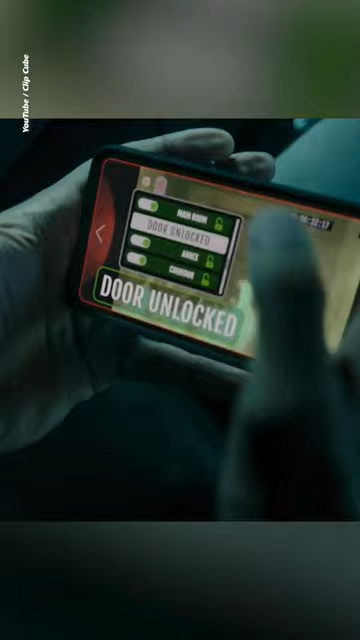 YouTube / Clip Cube
MAIN ROOM
DOOR UNLOCKED
ANNEX
CORRIDOR
DOOR UNLOCKED